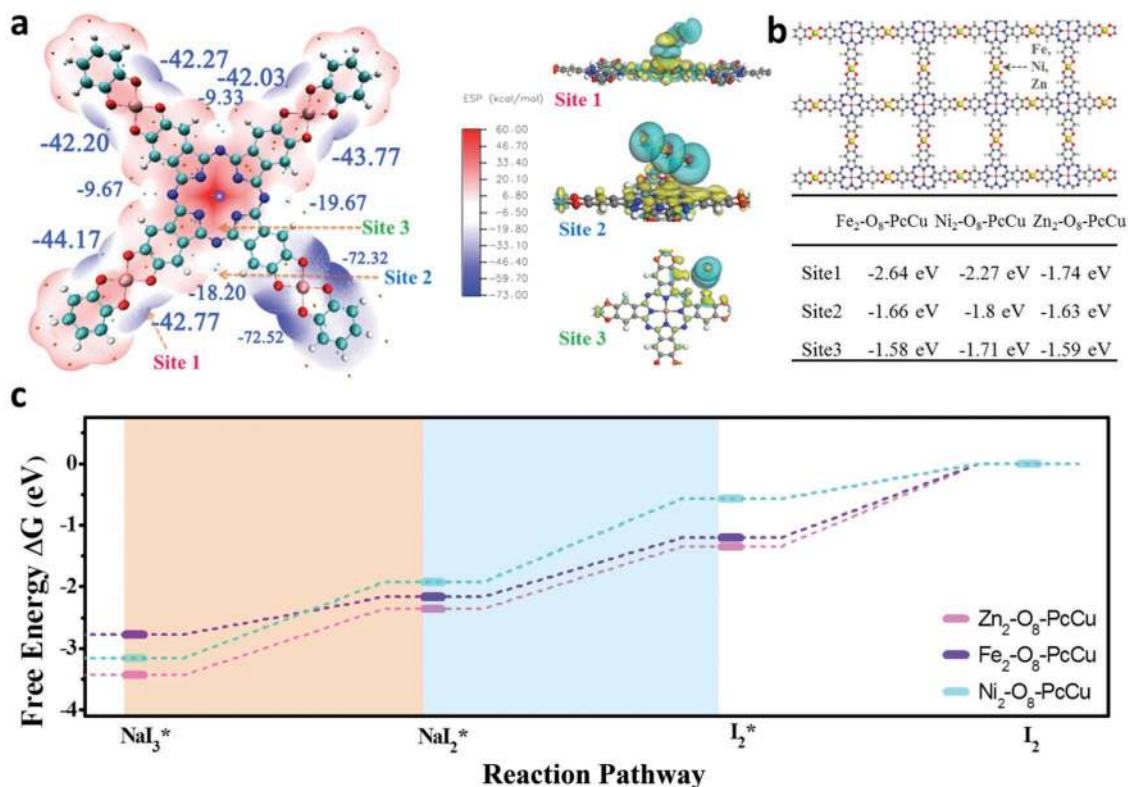 a
-42.27
-42.03
-9.33
-42.20
-43.77
-9.67
-19.67
Site 3
-44.17
-72.32
Site 2
-18.20
-42.77
-72.52
Site 1
ESP (kcal/mol)
60.00
46.70
33.40
20.10
6.80
-6.50
-19.80
-33.10
-46.40
-59.70
-73.00
Site 1
Site 2
Site 3
b
Fe,
Ni,
Zn
Fe₂-O₈-PcCu Ni₂-O₈-PcCu Zn₂-O₈-PcCu
Site1 -2.64 eV -2.27 eV -1.74 eV
Site2 -1.66 eV -1.8 eV -1.63 eV
Site3 -1.58 eV -1.71 eV -1.59 eV
c
Free Energy ΔG (eV)
0
-1
-2
-3
-4
Zn₂-O₈-PcCu
Fe₂-O₈-PcCu
Ni₂-O₈-PcCu
NaI₃* NaI₂* I₂* I₂
Reaction Pathway